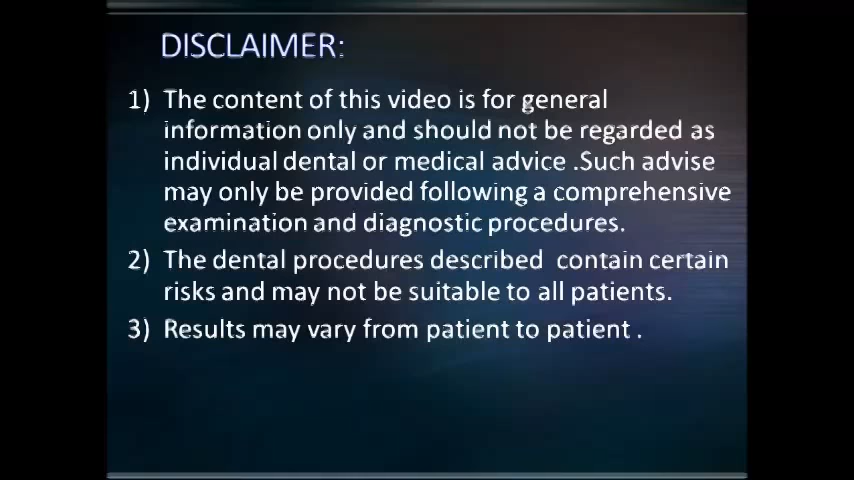 DISCLAIMER:
1) The content of this video is for general
information only and should not be regarded as
individual dental or medical advice .Such advise
may only be provided following a comprehensive
examination and diagnostic procedures.
2) The dental procedures described contain certain
risks and may not be suitable to all patients.
3) Results may vary from patient to patient .